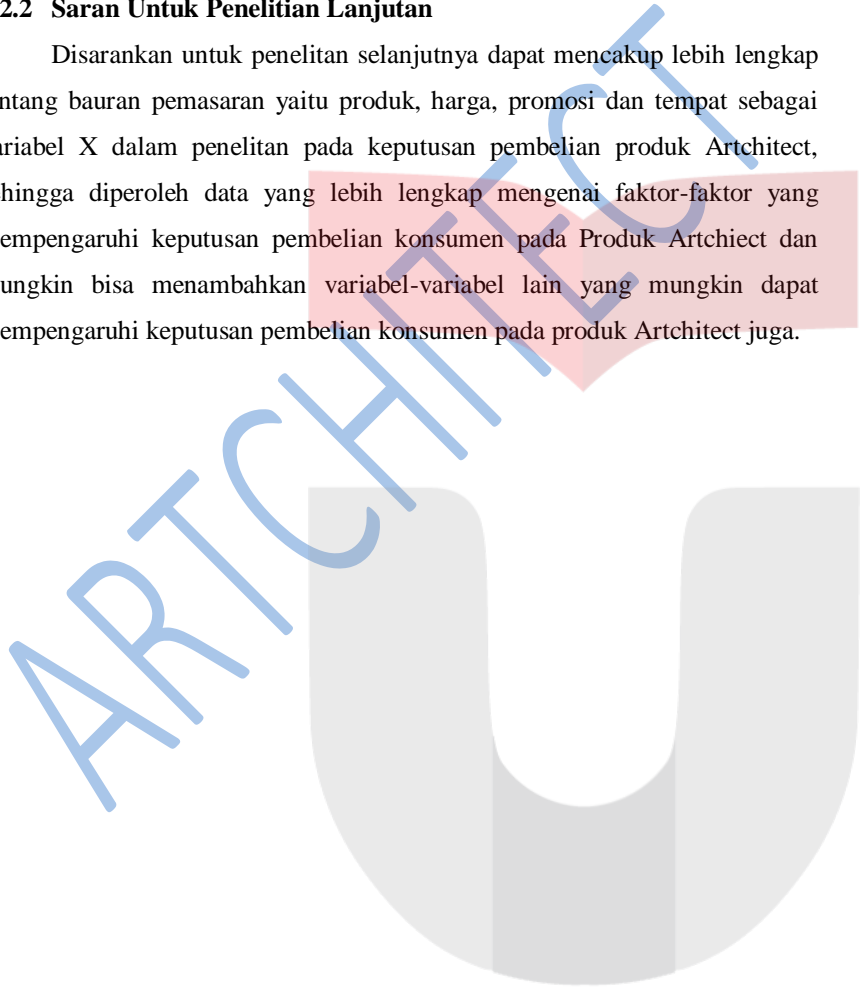 2.2 Saran Untuk Penelitian Lanjutan
Disarankan untuk penelitan selanjutnya dapat mencakup lebih lengkap
ntang bauran pemasaran yaitu produk, harga, promosi dan tempat sebagai
ariabel X dalam penelitan pada keputusan pembelian produk Artchitect,
hingga diperoleh data yang lebih lengkap mengenai faktor-faktor yang
empengaruhi keputusan pembelian konsumen pada Produk Artchiect dan
ungkin bisa menambahkan variabel-variabel lain yang mungkin dapat
empengaruhi keputusan pembelian konsumen pada produk Artchitect juga.
ARTCHITECT